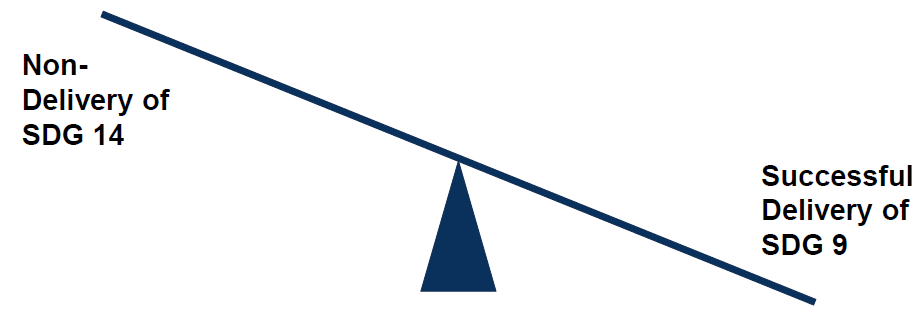 Non-
Delivery of
SDG 14
Successful
Delivery of
SDG 9